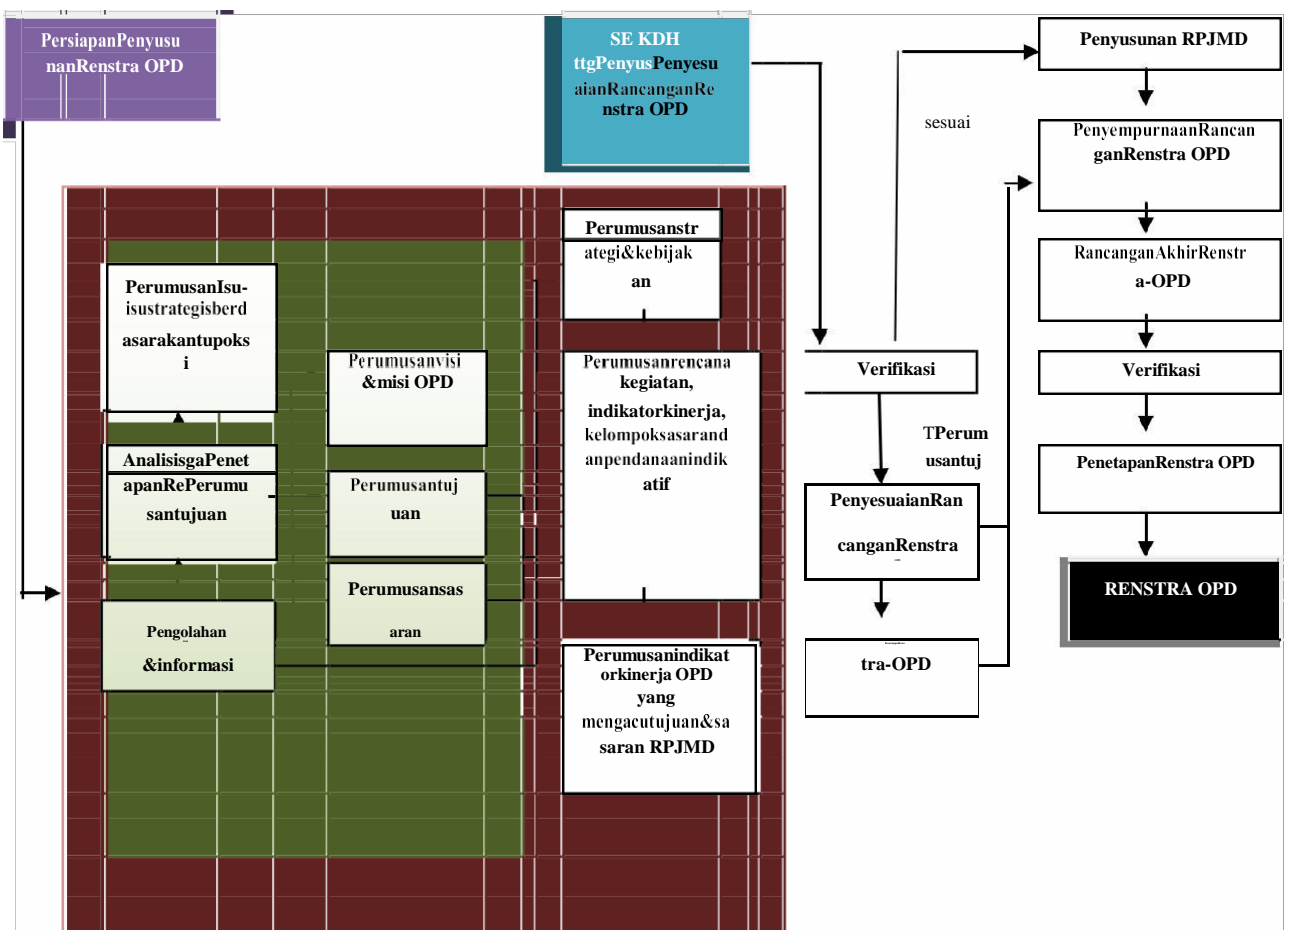 PersiapanPenyusu
nanRenstra OPD
SE KDH
ttgPenyusPenyesu
aianRancanganRe
nstra OPD
Penyusunan RPJMD
sesuai
PenyempurnaanRancan
ganRenstra OPD
Perumusanstr
ategi&kebijak
an
RancanganAkhirRenstr
a-OPD
PerumusanIsu-
isustrategisberd
asarakantupoks
i
Perumusanvisi
&misi OPD
Perumusanrencana
kegiatan,
indikatorkinerja,
kelompoksasarand
anpendanaanindik
atif
Verifikasi
Verifikasi
TPerum
usantuj
AnalisisgaPenet
apanRePerumu
santujuan
Perumusantuj
uan
PenyesuaianRan
canganRenstra
PenetapanRenstra OPD
Perumusansas
aran
RENSTRA OPD
Pengolahan
&informasi
Perumusanindikat
orkinerja OPD
yang
mengacutujuan&sa
saran RPJMD
tra-OPD